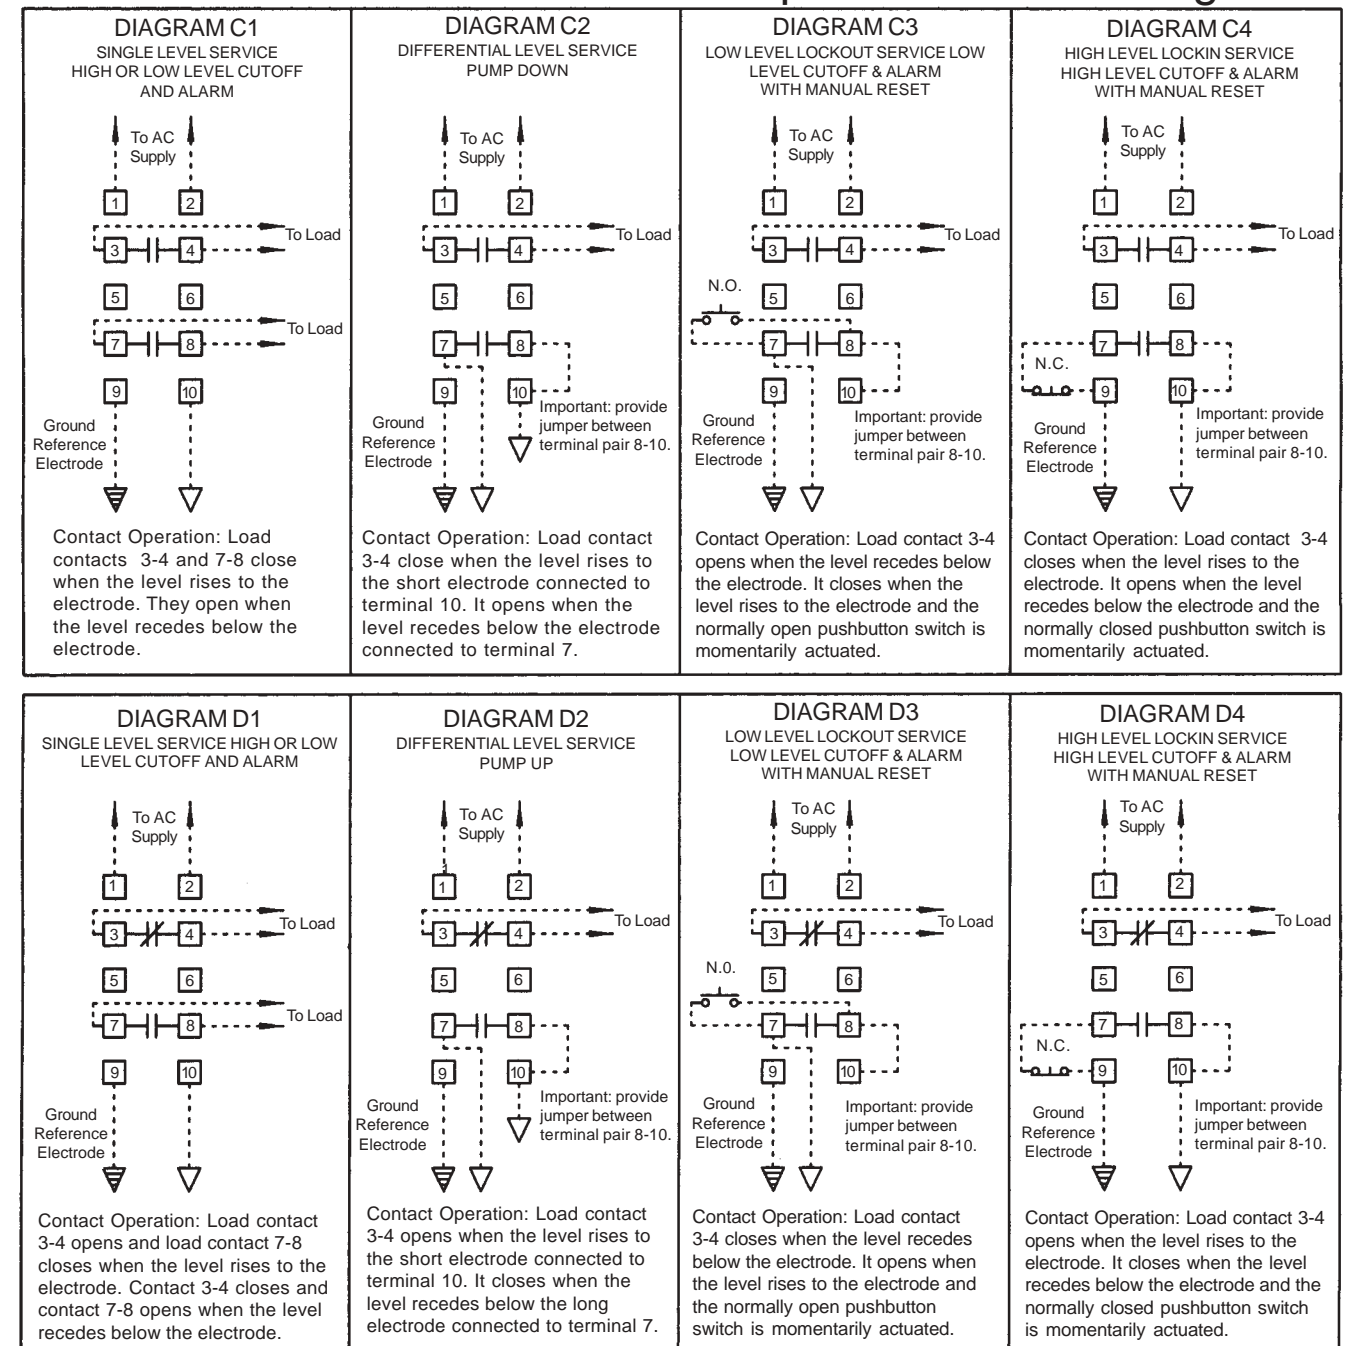 DIAGRAM C1
SINGLE LEVEL SERVICE
HIGH OR LOW LEVEL CUTOFF
AND ALARM
To AC
Supply
1 2
To Load
3 4
5 6
To Load
7 8
9 10
Ground
Reference
Electrode
Contact Operation: Load
contacts 3-4 and 7-8 close
when the level rises to the
electrode. They open when
the level recedes below the
electrode.
DIAGRAM C2
DIFFERENTIAL LEVEL SERVICE
PUMP DOWN
To AC
Supply
1 2
To Load
3 4
5 6
7 8
9 10
Ground
Reference
Electrode
Important: provide
jumper between
terminal pair 8-10.
Contact Operation: Load contact
3-4 close when the level rises to
the short electrode connected to
terminal 10. It opens when the
level recedes below the electrode
connected to terminal 7.
DIAGRAM C3
LOW LEVEL LOCKOUT SERVICE LOW
LEVEL CUTOFF & ALARM
WITH MANUAL RESET
To AC
Supply
1 2
To Load
3 4
N.O.
5 6
7 8
9 10
Ground
Reference
Electrode
Important: provide
jumper between
terminal pair 8-10.
Contact Operation: Load contact 3-4
opens when the level recedes below
the electrode. It closes when the
level rises to the electrode and the
normally open pushbutton switch is
momentarily actuated.
DIAGRAM C4
HIGH LEVEL LOCKIN SERVICE
HIGH LEVEL CUTOFF & ALARM
WITH MANUAL RESET
To AC
Supply
1 2
To Load
3 4
5 6
7 8
N.C.
9 10
Ground
Reference
Electrode
Important: provide
jumper between
terminal pair 8-10.
Contact Operation: Load contact 3-4
closes when the level rises to the
electrode. It opens when the level
recedes below the electrode and the
normally closed pushbutton switch is
momentarily actuated.
DIAGRAM D1
SINGLE LEVEL SERVICE HIGH OR LOW
LEVEL CUTOFF AND ALARM
To AC
Supply
1 2
To Load
3 4
5 6
To Load
7 8
9 10
Ground
Reference
Electrode
Contact Operation: Load contact
3-4 opens and load contact 7-8
closes when the level rises to the
electrode. Contact 3-4 closes and
contact 7-8 opens when the level
recedes below the electrode.
DIAGRAM D2
DIFFERENTIAL LEVEL SERVICE
PUMP UP
To AC
Supply
1
1 2
To Load
3 4
5 6
7 8
9 10
Ground
Reference
Electrode
Important: provide
jumper between
terminal pair 8-10.
Contact Operation: Load contact
3-4 opens when the level rises to
the short electrode connected to
terminal 10. It closes when the
level recedes below the long
electrode connected to terminal 7.
DIAGRAM D3
LOW LEVEL LOCKOUT SERVICE
LOW LEVEL CUTOFF & ALARM
WITH MANUAL RESET
To AC
Supply
1 2
To Load
3 4
N.0.
5 6
7 8
9 10
Ground
Reference
Electrode
Important: provide
jumper between
terminal pair 8-10.
Contact Operation: Load contact
3-4 closes when the level recedes
below the electrode. It opens when
the level rises to the electrode and
the normally open pushbutton
switch is momentarily actuated.
DIAGRAM D4
HIGH LEVEL LOCKIN SERVICE
HIGH LEVEL CUTOFF & ALARM
WITH MANUAL RESET
To AC
Supply
1 2
To Load
3 4
5 6
7 8
N.C.
9 10
Ground
Reference
Electrode
Important: provide
jumper between
terminal pair 8-10.
Contact Operation: Load contact 3-4
opens when the level rises to the
electrode. It closes when the level
recedes below the electrode and the
normally closed pushbutton switch
is momentarily actuated.